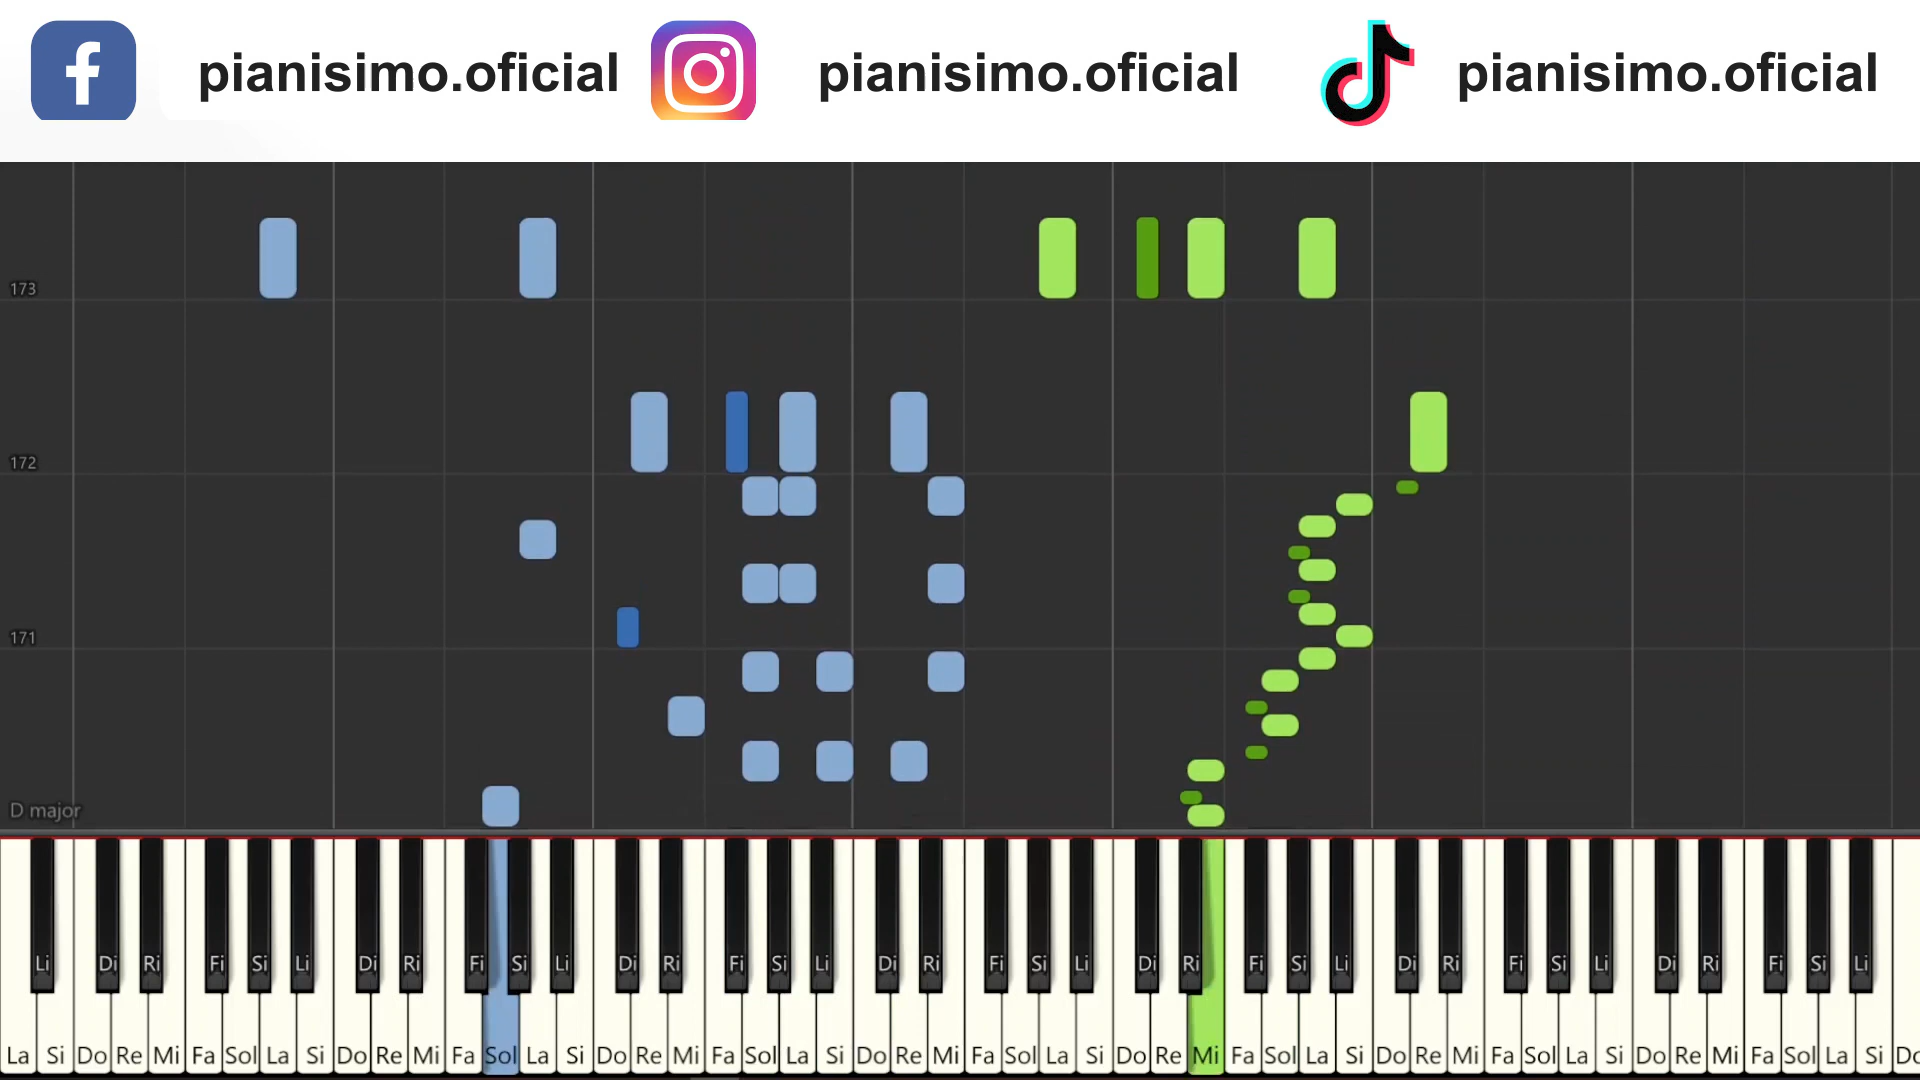 pianisimo.oficial pianisimo.oficial pianisimo.oficial
173
172
171
D major
Li Di Ri Fi Si Li Di Ri Fi Si Li Di Ri Fi Si Li Di Ri Fi Si Li Di Ri Fi Si Li Di Ri Fi Si Li Di Ri Fi Si Li
La Si Do Re Mi Fa Sol La Si Do Re Mi Fa Sol La Si Do Re Mi Fa Sol La Si Do Re Mi Fa Sol La Si Do Re Mi Fa Sol La Si Do Re Mi Fa Sol La Si Do Re Mi Fa Sol La Si Do